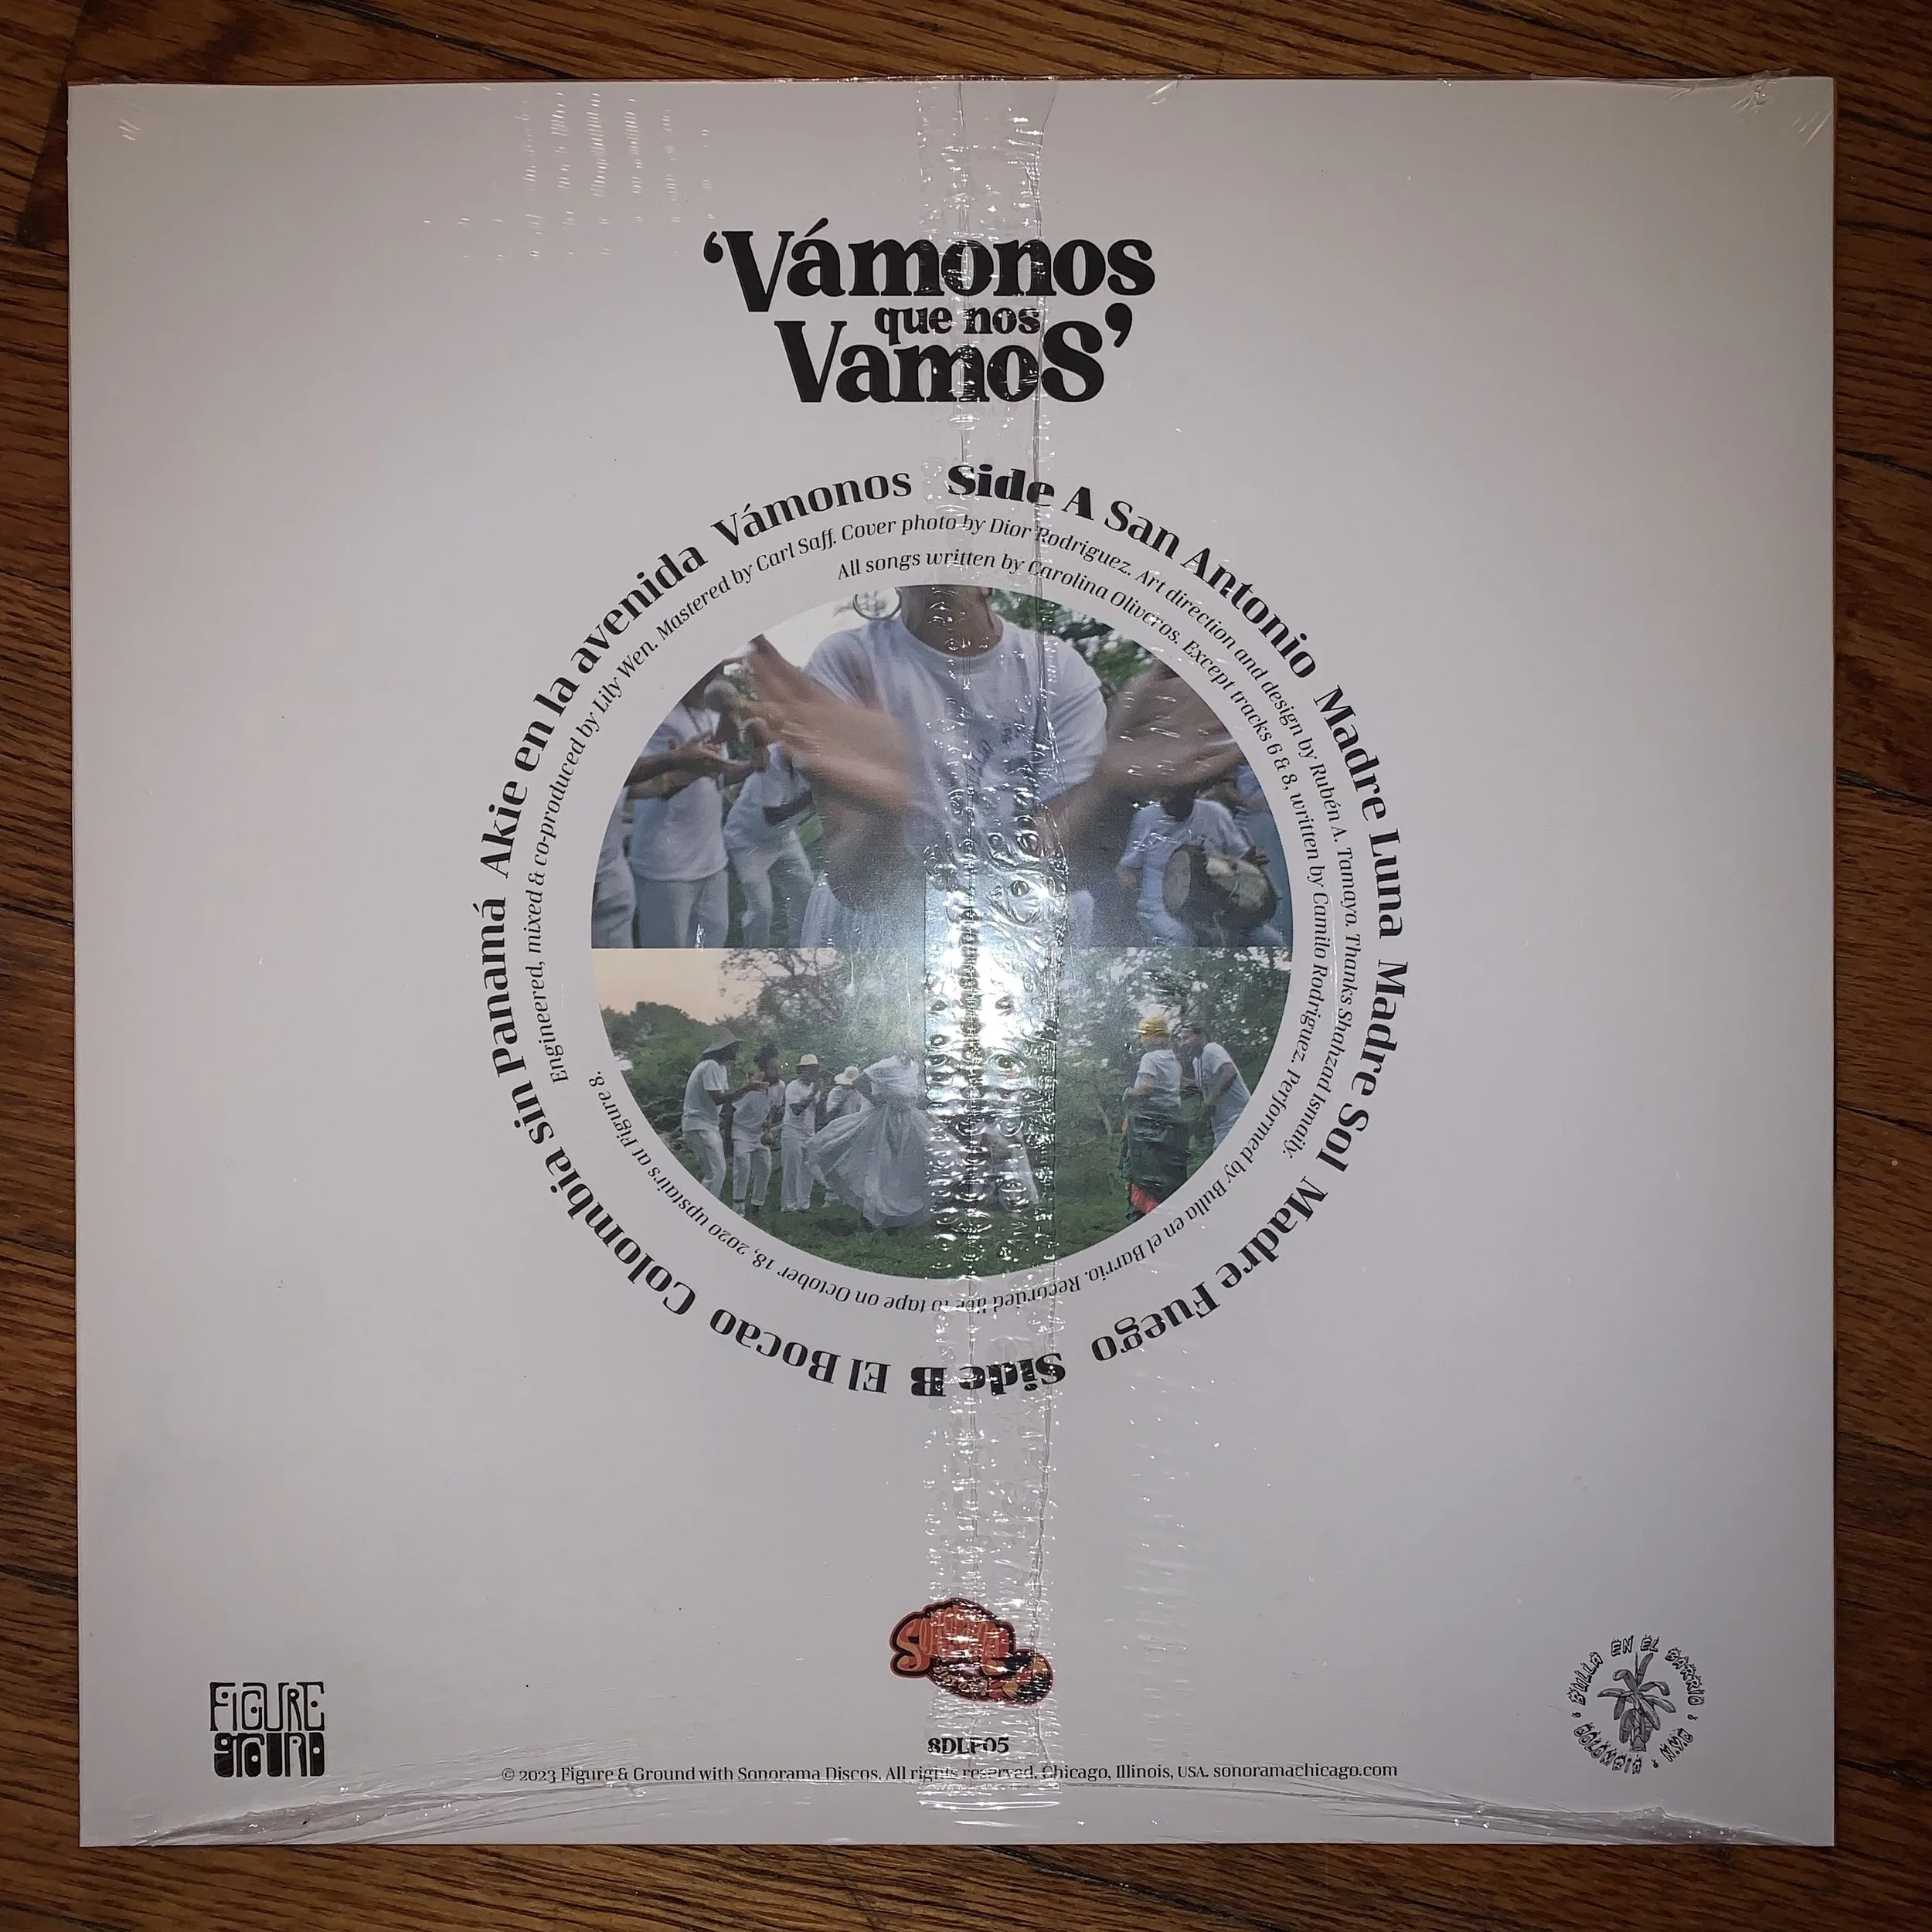 ‘Vámonos
que nos
Vamos’
Side A San Antonio Madre Luna Madre Sol Madre Fuego
Side B El Bocao Colombia sin Panamá Akie en la avenida Vámonos
All songs written by Carolina Oliveros. Except tracks 6 & 8, written by Camilo Rodriguez. Performed by Bulla en el Barrio. Recorded live to tape on October 18, 2020 upstairs at Figure 8.
Engineered, mixed & co-produced by Lily Wen. Mastered by Carl Saff. Cover photo by Dior Rodriguez. Art direction and design by Rubén A. Tamayo. Thanks Shahzad Ismaily.
FIGURE
GROUND
BULLA EN EL BARRIO
COLOMBIA
SDLP05
© 2023 Figure & Ground with Sonorama Discos. All rights reserved. Chicago, Illinois, USA. sonoramachicago.com